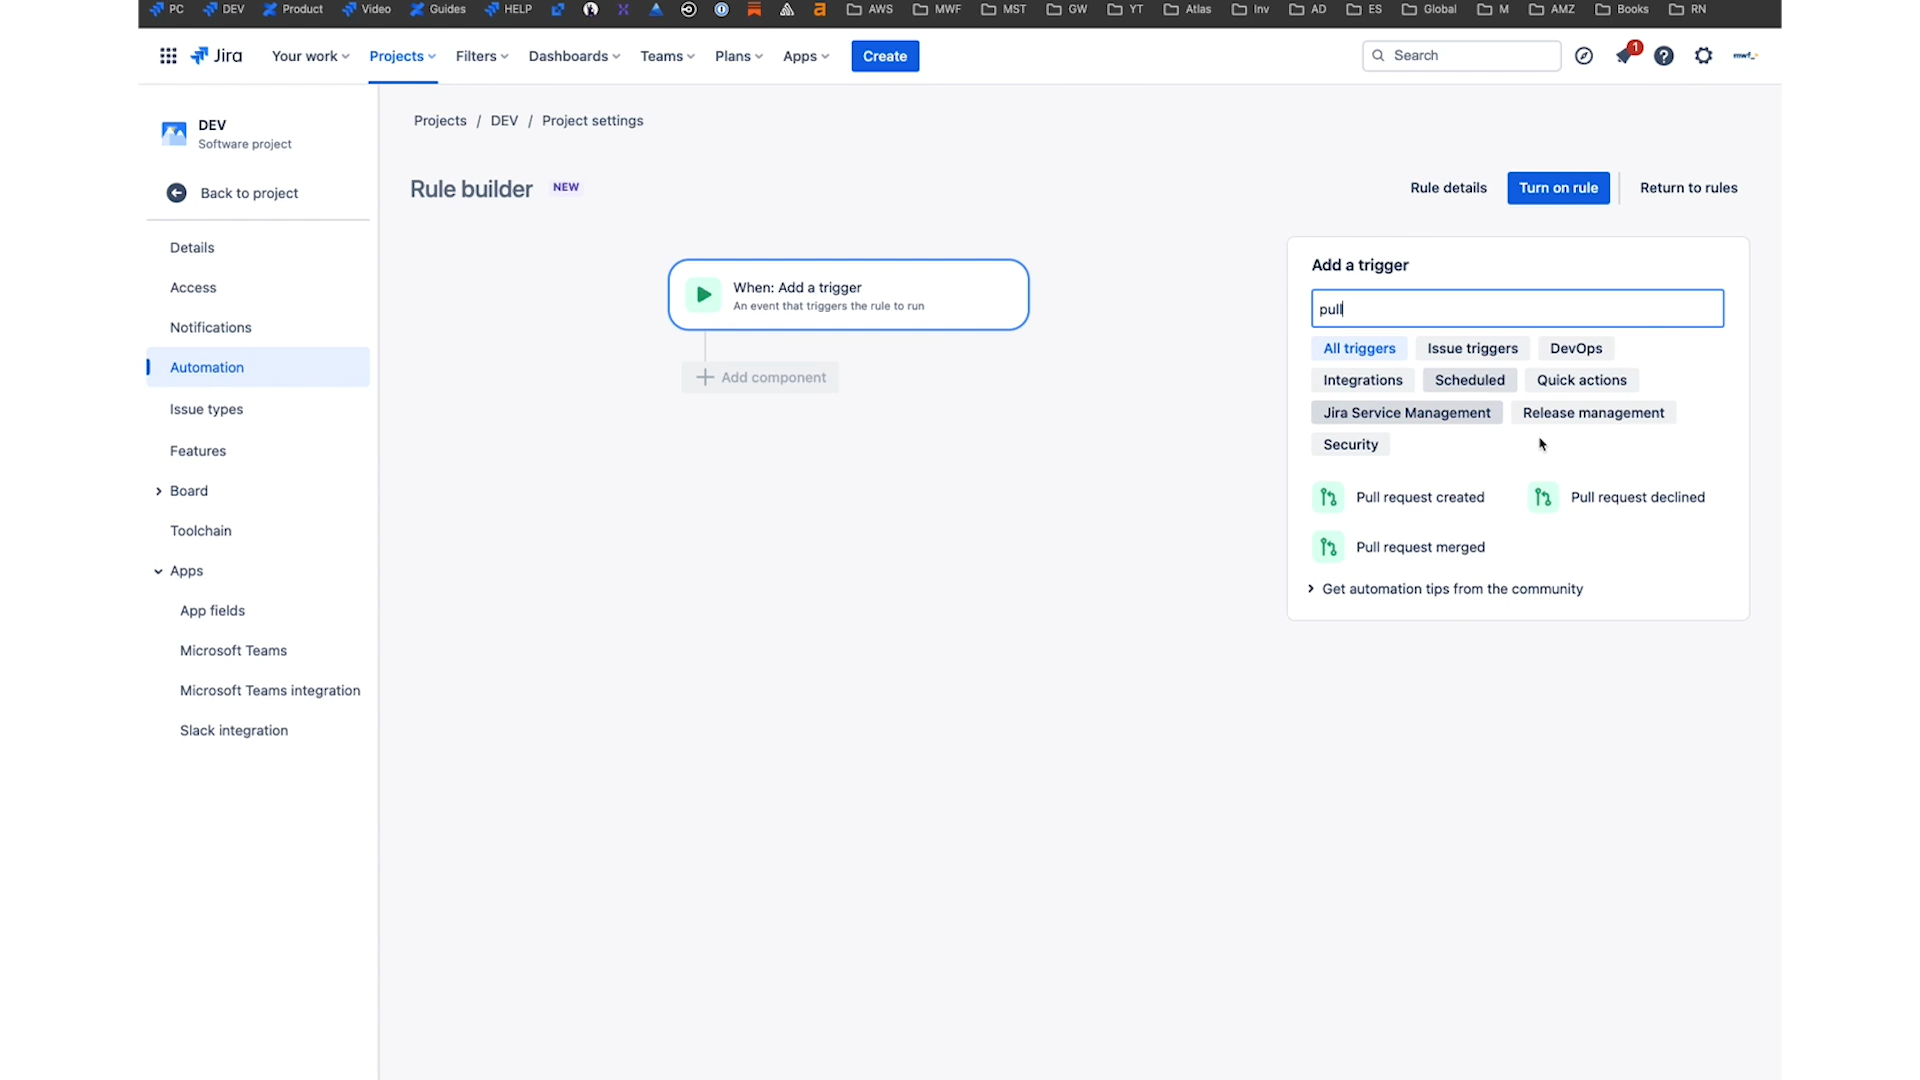 PC DEV Product Video Guides HELP AWS MWF MST GW YT Atlas Inv AD ES Global M AMZ Books RN
Jira Your work Projects Filters Dashboards Teams Plans Apps Create Search 1 mwf_
DEV
Software project
Projects / DEV / Project settings
Back to project
Rule builder NEW
Rule details Turn on rule Return to rules
Details
Access
Notifications
Automation
Issue types
Features
Board
Toolchain
Apps
App fields
Microsoft Teams
Microsoft Teams integration
Slack integration
When: Add a trigger
An event that triggers the rule to run
Add component
Add a trigger
pull
All triggers Issue triggers DevOps
Integrations Scheduled Quick actions
Jira Service Management Release management
Security
Pull request created Pull request declined
Pull request merged
Get automation tips from the community